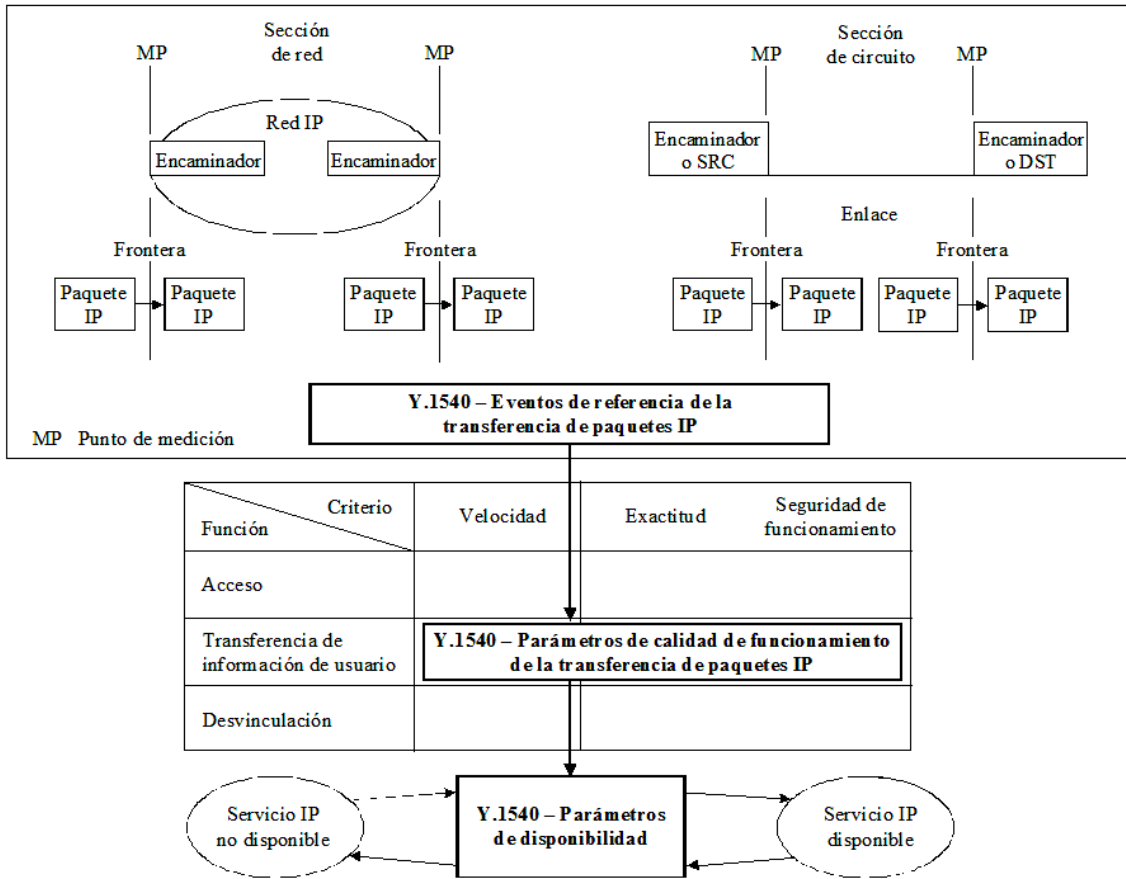 Sección
de red
MP
MP
Red IP
Encaminador
Encaminador
Frontera
Frontera
Paquete
IP
Paquete
IP
Paquete
IP
Paquete
IP
Sección
de circuito
MP
MP
Encaminador
o SRC
Encaminador
o DST
Enlace
Frontera
Frontera
Paquete
IP
Paquete
IP
Paquete
IP
Paquete
IP
Y.1540 – Eventos de referencia de la
transferencia de paquetes IP
MP Punto de medición
Criterio
Función
Velocidad
Exactitud
Seguridad de
funcionamiento
Acceso
Transferencia de
información de usuario
Y.1540 – Parámetros de calidad de funcionamiento
de la transferencia de paquetes IP
Desvinculación
Servicio IP
no disponible
Y.1540 – Parámetros
de disponibilidad
Servicio IP
disponible